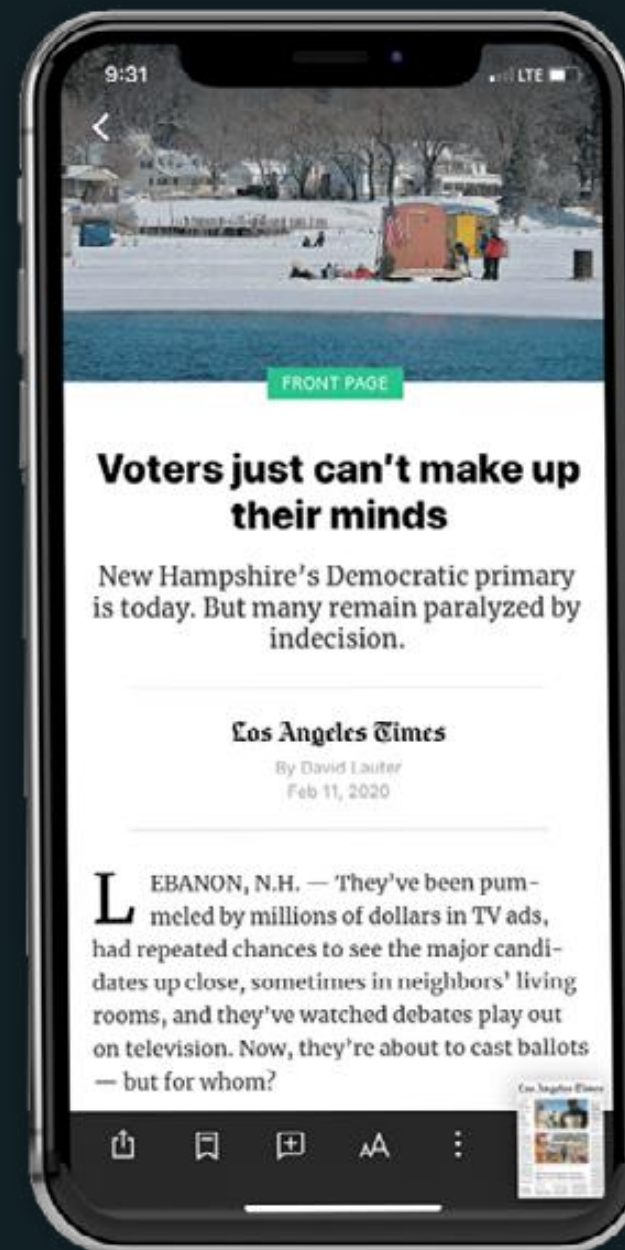 9:31
LTE
FRONT PAGE
Voters just can't make up
their minds
New Hampshire's Democratic primary
is today. But many remain paralyzed by
indecision.
Los Angeles Times
By David Lauter
Feb 11, 2020
LEBANON, N.H. — They've been pum-
meled by millions of dollars in TV ads,
had repeated chances to see the major candi-
dates up close, sometimes in neighbors' living
rooms, and they've watched debates play out
on television. Now, they're about to cast ballots
— but for whom?
AA
Los Angeles Times